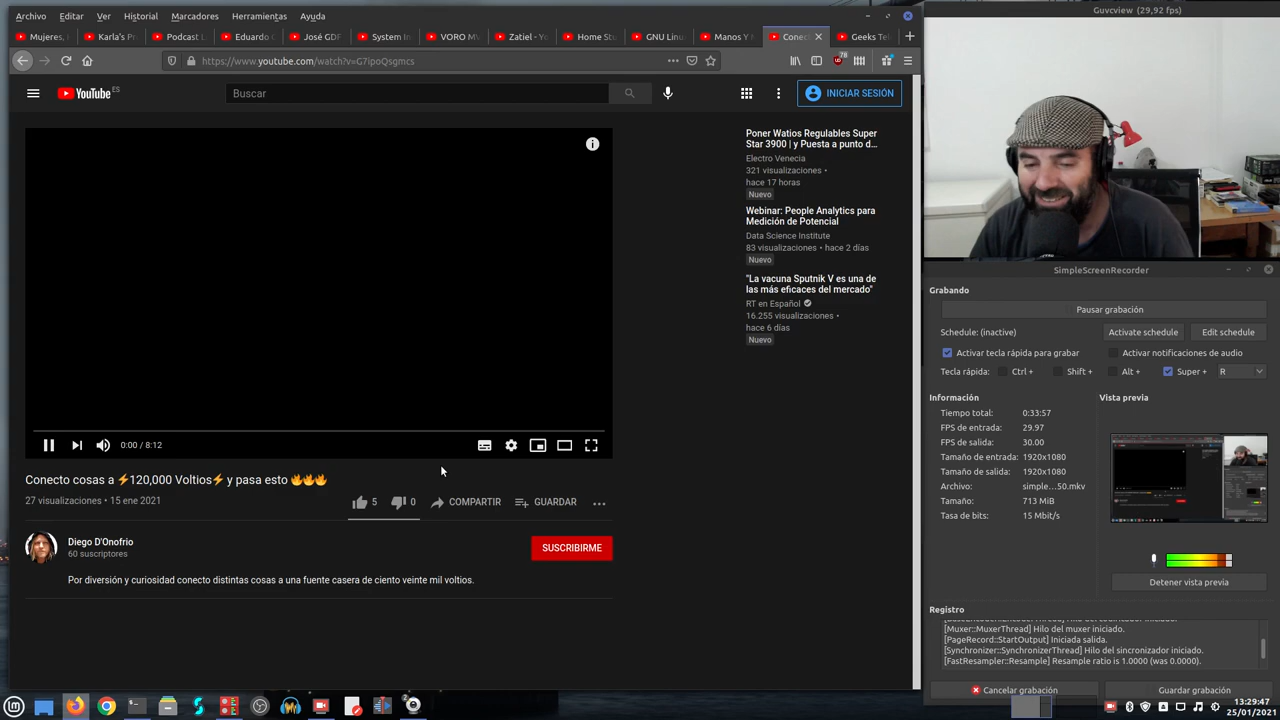 Archivo Editar Ver Historial Marcadores Herramientas Ayuda
Mujeres, Karla's Pr Podcast L Eduardo José GDF System In VORO MV Zatiel - Yo Home Stu GNU Linu Manos Y M Conec Geeks Tel
https://www.youtube.com/watch?v=G7ipoQsgmcs
78
YouTube ES
Buscar
INICIAR SESIÓN
0:00 / 8:12
Conecto cosas a ⚡120,000 Voltios⚡ y pasa esto 🔥🔥🔥
27 visualizaciones • 15 ene 2021
5
0
COMPARTIR
GUARDAR
Diego D'Onofrio
60 suscriptores
SUSCRIBIRME
Por diversión y curiosidad conecto distintas cosas a una fuente casera de ciento veinte mil voltios.
Poner Watios Regulables Super
Star 3900 | y Puesta a punto d...
Electro Venecia
321 visualizaciones •
hace 17 horas
Nuevo
Webinar: People Analytics para
Medición de Potencial
Data Science Institute
83 visualizaciones • hace 2 días
Nuevo
"La vacuna Sputnik V es una de
las más eficaces del mercado"
RT en Español
16.255 visualizaciones •
hace 6 días
Nuevo
Guvcview (29,92 fps)
SimpleScreenRecorder
Grabando
Pausar grabación
Schedule: (inactive)
Activate schedule
Edit schedule
Activar tecla rápida para grabar
Activar notificaciones de audio
Tecla rápida: Ctrl + Shift + Alt + Super + R
Información
Tiempo total: 0:33:57
FPS de entrada: 29.97
FPS de salida: 30.00
Tamaño de entrada: 1920x1080
Tamaño de salida: 1920x1080
Archivo: simple....50.mkv
Tamaño: 713 MiB
Tasa de bits: 15 Mbit/s
Vista previa
Detener vista previa
Registro
[Muxer::MuxerThread] Hilo del muxer iniciado.
[PageRecord::StartOutput] Iniciada salida.
[Synchronizer::SynchronizerThread] Hilo del sincronizador iniciado.
[FastResampler::Resample] Resample ratio is 1.0000 (was 0.0000).
Cancelar grabación
Guardar grabación
13:29:47
25/01/2021